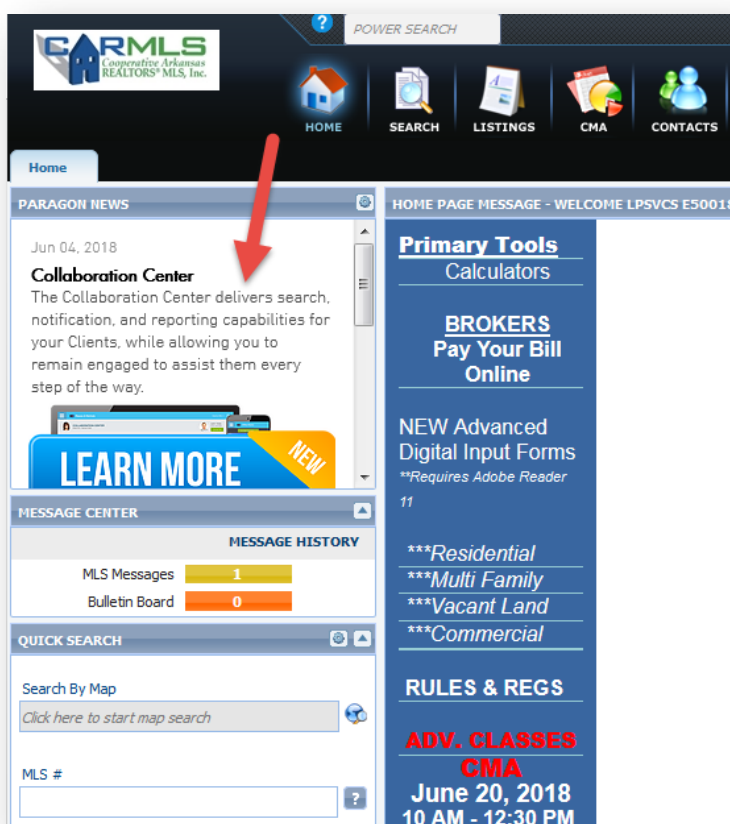 CARMLS
Cooperative Arkansas
REALTORS® MLS, Inc.
?
POWER SEARCH
HOME
SEARCH
LISTINGS
CMA
CONTACTS
Home
PARAGON NEWS
Jun 04, 2018
Collaboration Center
The Collaboration Center delivers search,
notification, and reporting capabilities for
your Clients, while allowing you to
remain engaged to assist them every
step of the way.
LEARN MORE
NEW
MESSAGE CENTER
MESSAGE HISTORY
MLS Messages 1
Bulletin Board 0
QUICK SEARCH
Search By Map
Click here to start map search
MLS #
?
HOME PAGE MESSAGE - WELCOME LPSVCS E50018
Primary Tools
Calculators
BROKERS
Pay Your Bill
Online
NEW Advanced
Digital Input Forms
**Requires Adobe Reader
11
***Residential
***Multi Family
***Vacant Land
***Commercial
RULES & REGS
ADV. CLASSES
CMA
June 20, 2018
10 AM - 12:30 PM